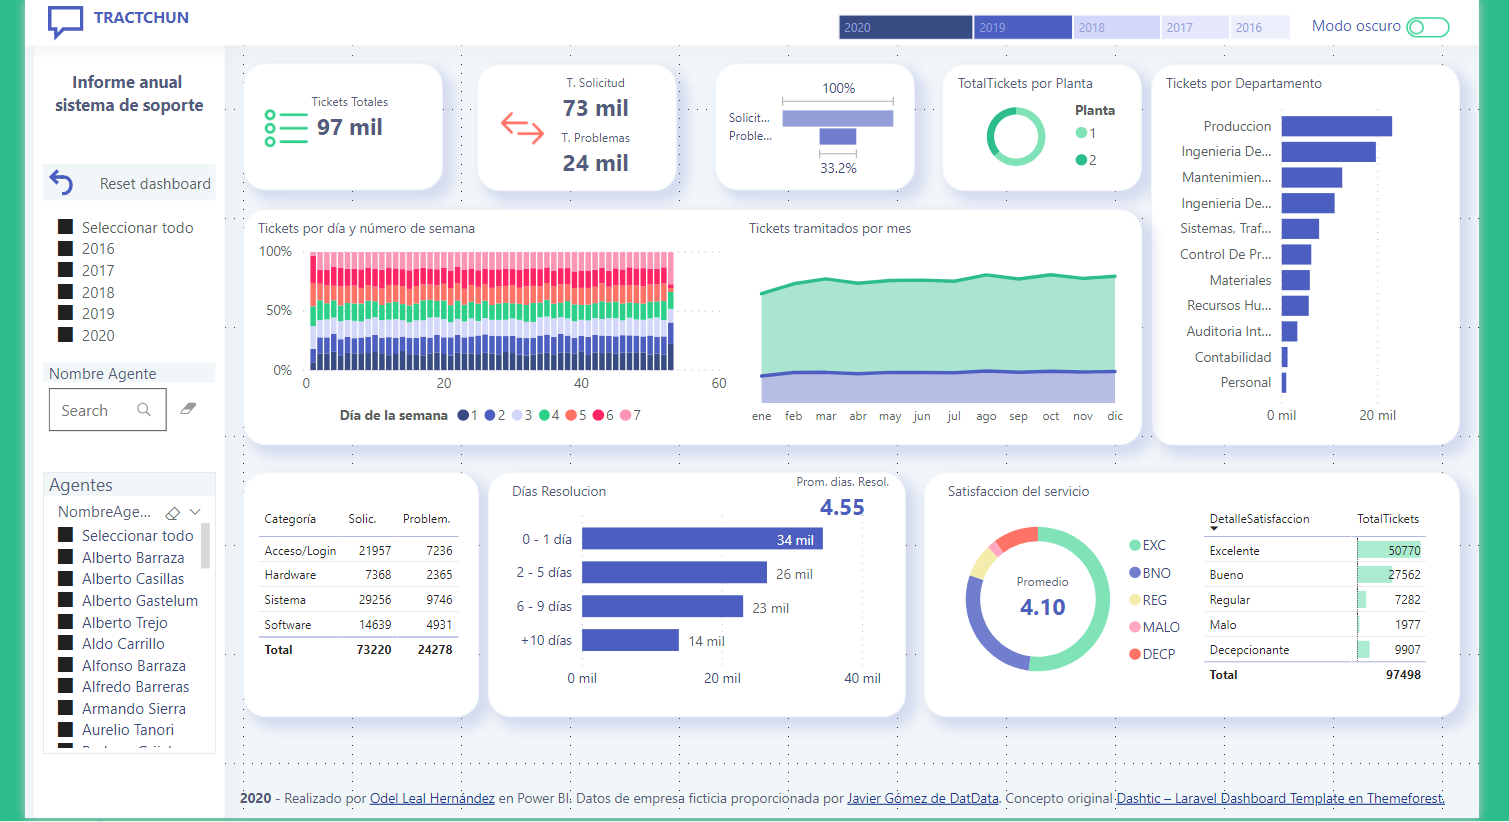 TRACTCHUN
2020 2019 2018 2017 2016
Modo oscuro
Informe anual
sistema de soporte
Reset dashboard
Seleccionar todo
2016
2017
2018
2019
2020
Nombre Agente
Search
Agentes
NombreAge...
Seleccionar todo
Alberto Barraza
Alberto Casillas
Alberto Gastelum
Alberto Trejo
Aldo Carrillo
Alfonso Barraza
Alfredo Barreras
Armando Sierra
Aurelio Tanori
Tickets Totales
97 mil
T. Solicitud
73 mil
T. Problemas
24 mil
100%
Solicit...
Proble...
33.2%
TotalTickets por Planta
Planta
1
2
Tickets por Departamento
Produccion
Ingenieria De...
Mantenimien...
Ingenieria De...
Sistemas, Traf...
Control De Pr...
Materiales
Recursos Hu...
Auditoria Int...
Contabilidad
Personal
0 mil 20 mil
Tickets por día y número de semana
100%
50%
0%
0 20 40 60
Día de la semana 1 2 3 4 5 6 7
Tickets tramitados por mes
ene feb mar abr may jun jul ago sep oct nov dic
Categoría Solic. Problem.
Acceso/Login 21957 7236
Hardware 7368 2365
Sistema 29256 9746
Software 14639 4931
Total 73220 24278
Días Resolucion
Prom. dias. Resol.
4.55
0 - 1 día 34 mil
2 - 5 días 26 mil
6 - 9 días 23 mil
+10 días 14 mil
0 mil 20 mil 40 mil
Satisfaccion del servicio
Promedio
4.10
EXC
BNO
REG
MALO
DECP
DetalleSatisfaccion TotalTickets
Excelente 50770
Bueno 27562
Regular 7282
Malo 1977
Decepcionante 9907
Total 97498
2020 - Realizado por Odel Leal Hernández en Power BI. Datos de empresa ficticia proporcionada por Javier Gómez de DatData. Concepto original Dashtic – Laravel Dashboard Template en Themeforest.